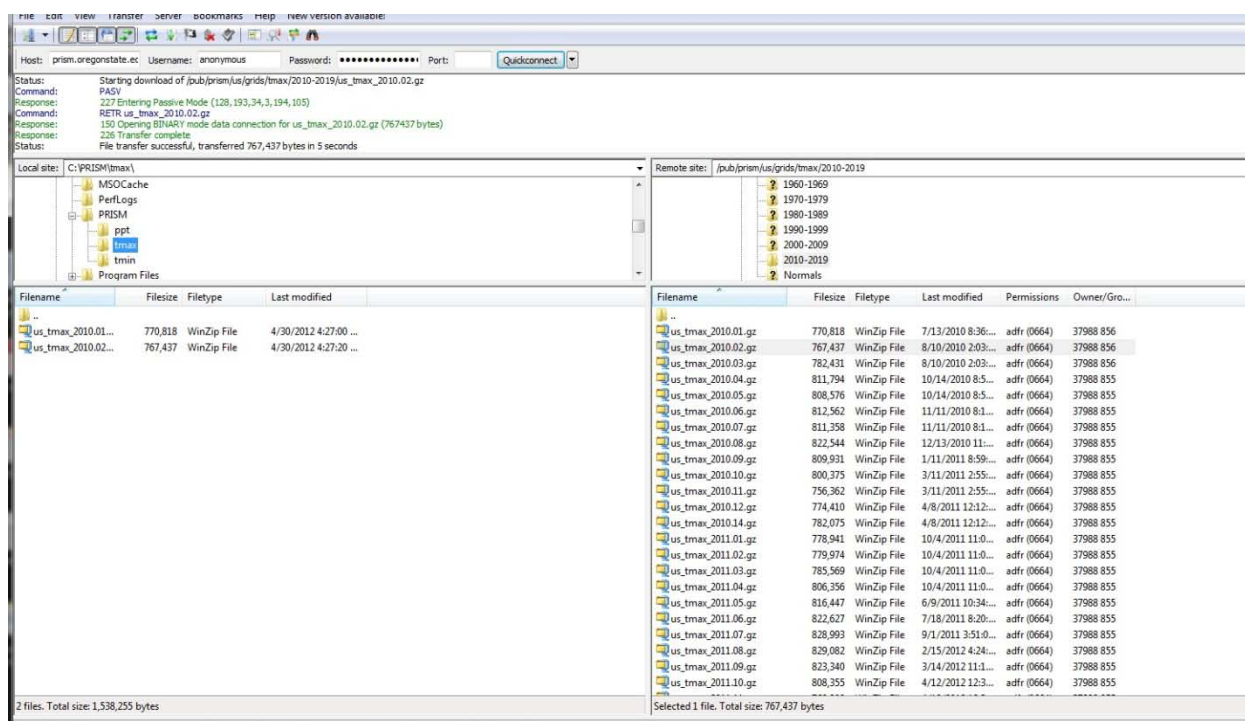 File Edit View Transfer Server Bookmarks Help New version available!
Host: prism.oregonstate.ec Username: anonymous Password: •••••••••••••• Port: Quickconnect
Status: Starting download of /pub/prism/us/grids/tmax/2010-2019/us_tmax_2010.02.gz
Command: PASV
Response: 227 Entering Passive Mode (128,193,34,3,194,105)
Command: RETR us_tmax_2010.02.gz
Response: 150 Opening BINARY mode data connection for us_tmax_2010.02.gz (767437 bytes)
Response: 226 Transfer complete
Status: File transfer successful, transferred 767,437 bytes in 5 seconds
Local site: C:\PRISM\tmax\
MSOCache
PerfLogs
PRISM
ppt
tmax
tmin
Program Files
Remote site: /pub/prism/us/grids/tmax/2010-2019
1960-1969
1970-1979
1980-1989
1990-1999
2000-2009
2010-2019
Normals
Filename Filesize Filetype Last modified
..
us_tmax_2010.01... 770,818 WinZip File 4/30/2012 4:27:00 ...
us_tmax_2010.02... 767,437 WinZip File 4/30/2012 4:27:20 ...
2 files. Total size: 1,538,255 bytes
Filename Filesize Filetype Last modified Permissions Owner/Gro...
..
us_tmax_2010.01.gz 770,818 WinZip File 7/13/2010 8:36:... adfr (0664) 37988 856
us_tmax_2010.02.gz 767,437 WinZip File 8/10/2010 2:03:... adfr (0664) 37988 856
us_tmax_2010.03.gz 782,431 WinZip File 8/10/2010 2:03:... adfr (0664) 37988 856
us_tmax_2010.04.gz 811,794 WinZip File 10/14/2010 8:5... adfr (0664) 37988 855
us_tmax_2010.05.gz 808,576 WinZip File 10/14/2010 8:5... adfr (0664) 37988 855
us_tmax_2010.06.gz 812,562 WinZip File 11/11/2010 8:1... adfr (0664) 37988 855
us_tmax_2010.07.gz 811,358 WinZip File 11/11/2010 8:1... adfr (0664) 37988 855
us_tmax_2010.08.gz 822,544 WinZip File 12/13/2010 11:... adfr (0664) 37988 855
us_tmax_2010.09.gz 809,931 WinZip File 1/11/2011 8:59:... adfr (0664) 37988 855
us_tmax_2010.10.gz 800,375 WinZip File 3/11/2011 2:55:... adfr (0664) 37988 855
us_tmax_2010.11.gz 756,362 WinZip File 3/11/2011 2:55:... adfr (0664) 37988 855
us_tmax_2010.12.gz 774,410 WinZip File 4/8/2011 12:12:... adfr (0664) 37988 855
us_tmax_2010.14.gz 782,075 WinZip File 4/8/2011 12:12:... adfr (0664) 37988 855
us_tmax_2011.01.gz 778,941 WinZip File 10/4/2011 11:0... adfr (0664) 37988 855
us_tmax_2011.02.gz 779,974 WinZip File 10/4/2011 11:0... adfr (0664) 37988 855
us_tmax_2011.03.gz 785,569 WinZip File 10/4/2011 11:0... adfr (0664) 37988 855
us_tmax_2011.04.gz 806,356 WinZip File 10/4/2011 11:0... adfr (0664) 37988 855
us_tmax_2011.05.gz 816,447 WinZip File 6/9/2011 10:34:... adfr (0664) 37988 855
us_tmax_2011.06.gz 822,627 WinZip File 7/18/2011 8:20:... adfr (0664) 37988 855
us_tmax_2011.07.gz 828,993 WinZip File 9/1/2011 3:51:0... adfr (0664) 37988 855
us_tmax_2011.08.gz 829,082 WinZip File 2/15/2012 4:24:... adfr (0664) 37988 855
us_tmax_2011.09.gz 823,340 WinZip File 3/14/2012 11:1... adfr (0664) 37988 855
us_tmax_2011.10.gz 808,355 WinZip File 4/12/2012 12:3... adfr (0664) 37988 855
Selected 1 file. Total size: 767,437 bytes